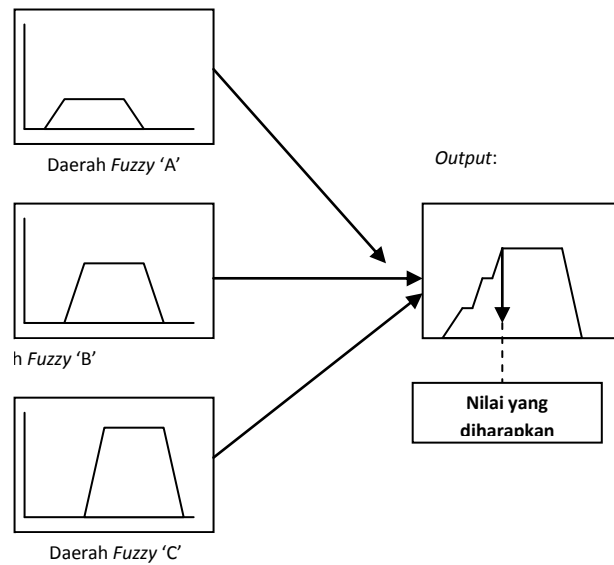 Daerah Fuzzy ‘A’
Output:
h Fuzzy ‘B’
Nilai yang
diharapkan
Daerah Fuzzy ‘C’